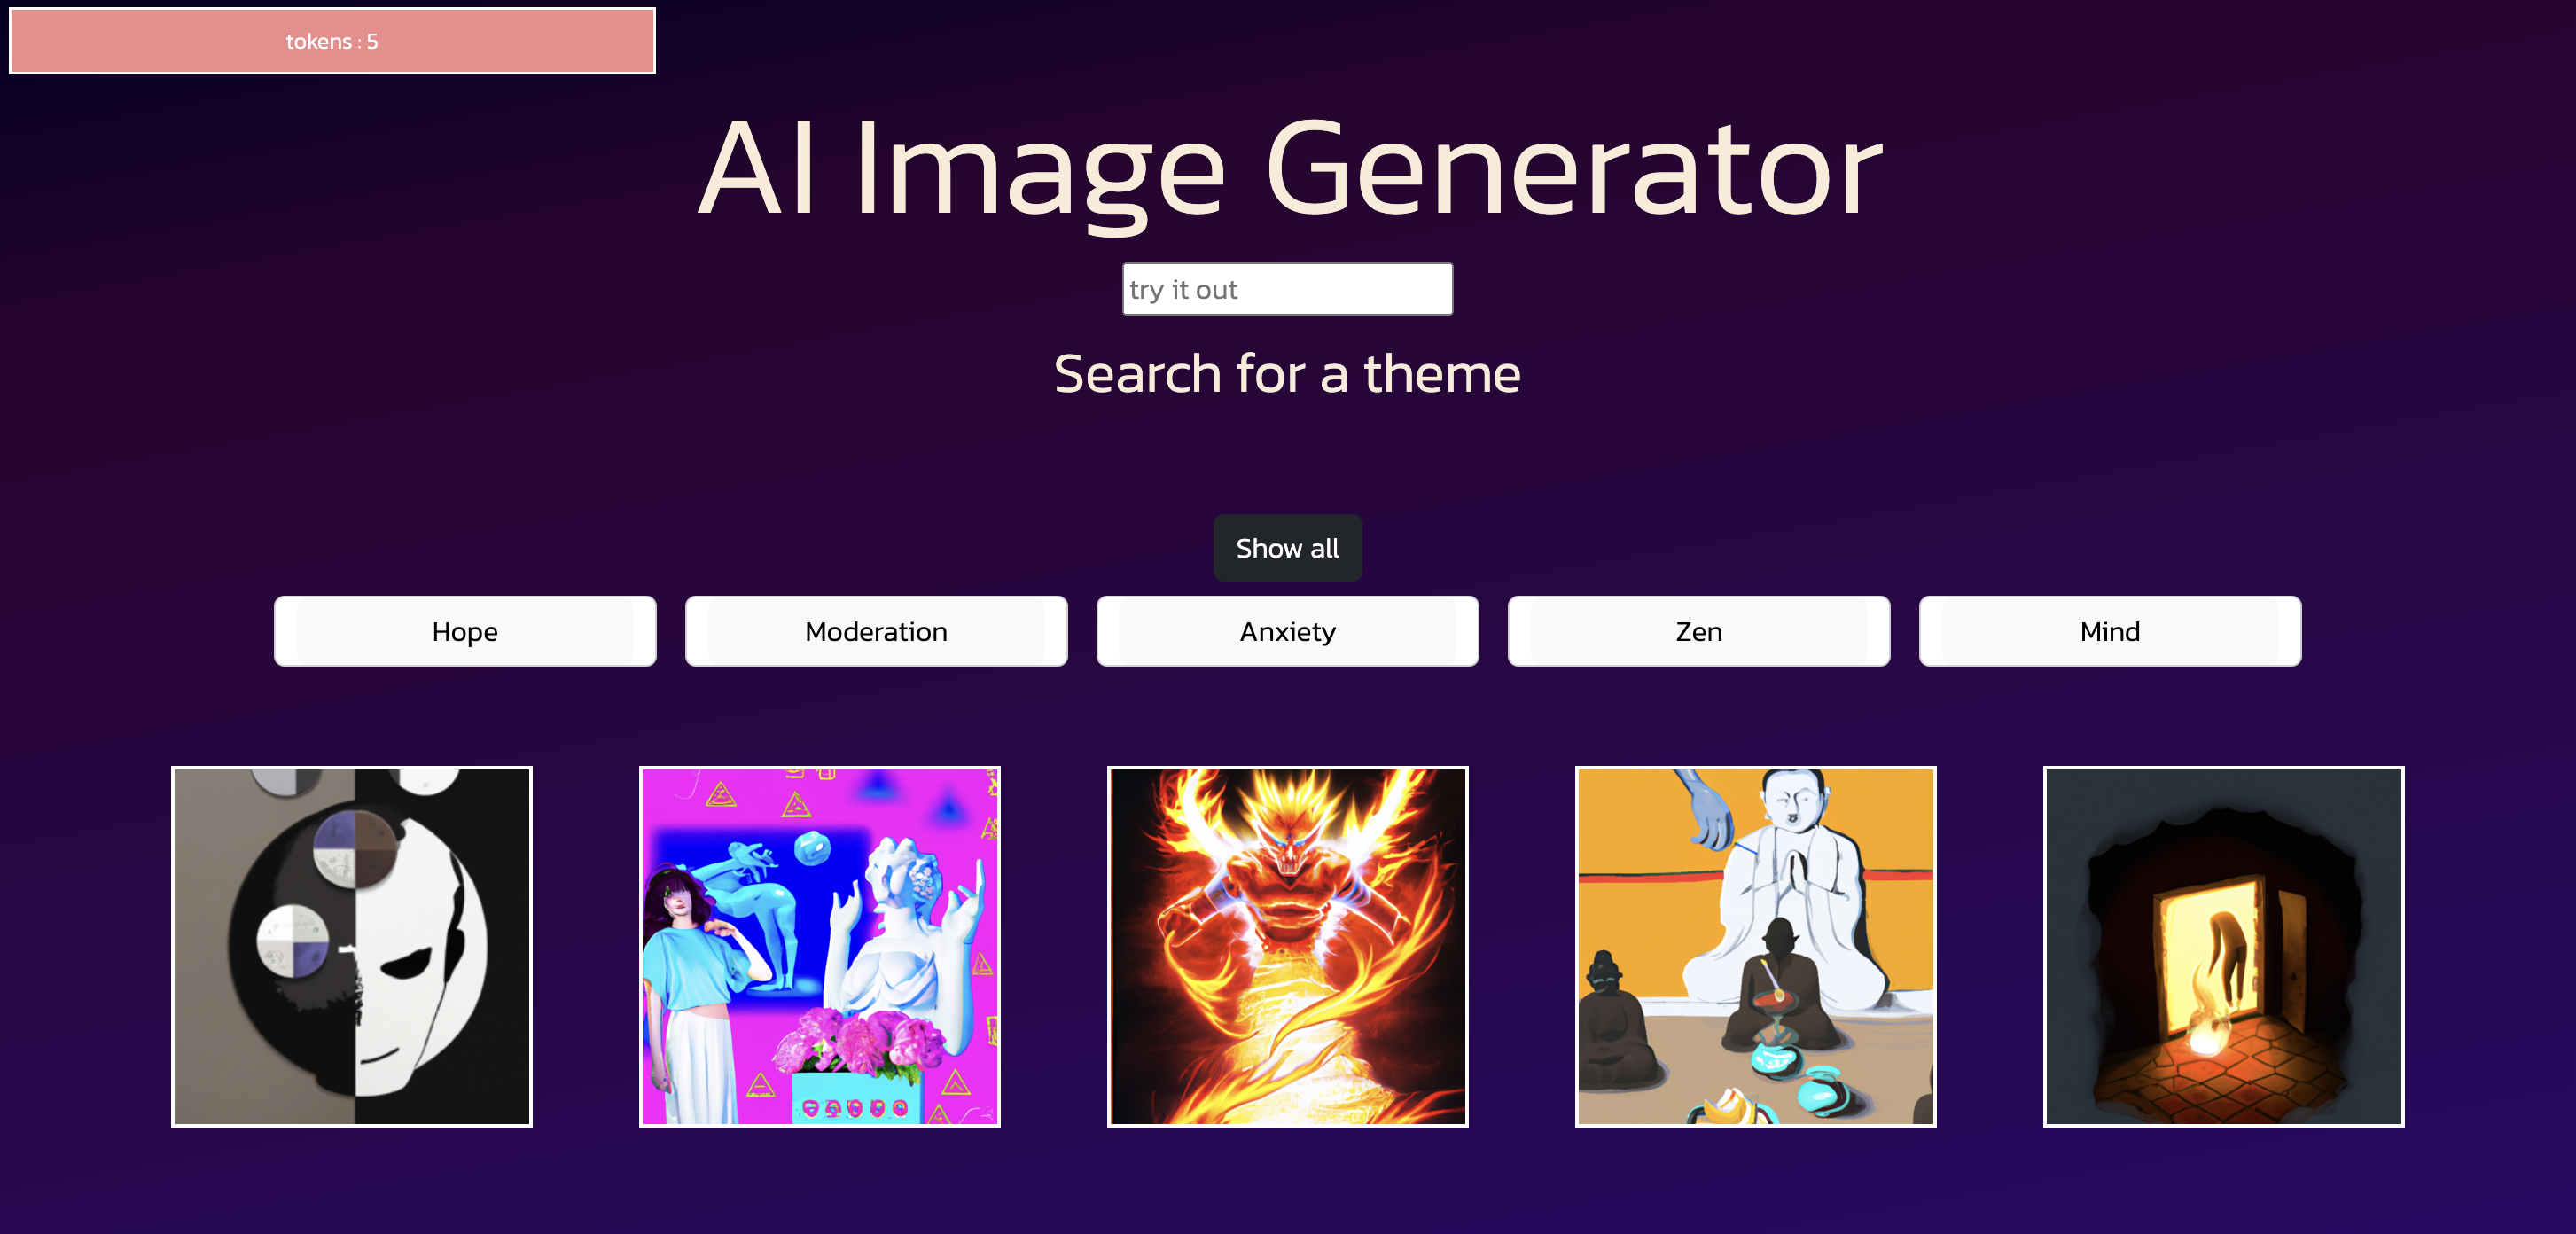 tokens : 5
AI Image Generator
try it out
Search for a theme
Show all
Hope
Moderation
Anxiety
Zen
Mind